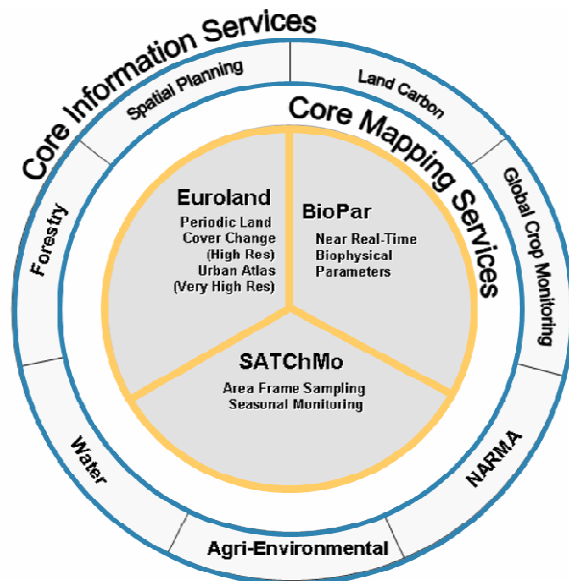 Core Information Services
Spatial Planning
Land Carbon
Core Mapping Services
Global Crop Monitoring
Forestry
Euroland
Periodic Land
Cover Change
(High Res)
Urban Atlas
(Very High Res)
BioPar
Near Real-Time
Biophysical
Parameters
SATChMo
Area Frame Sampling
Seasonal Monitoring
Water
NARMA
Agri-Environmental